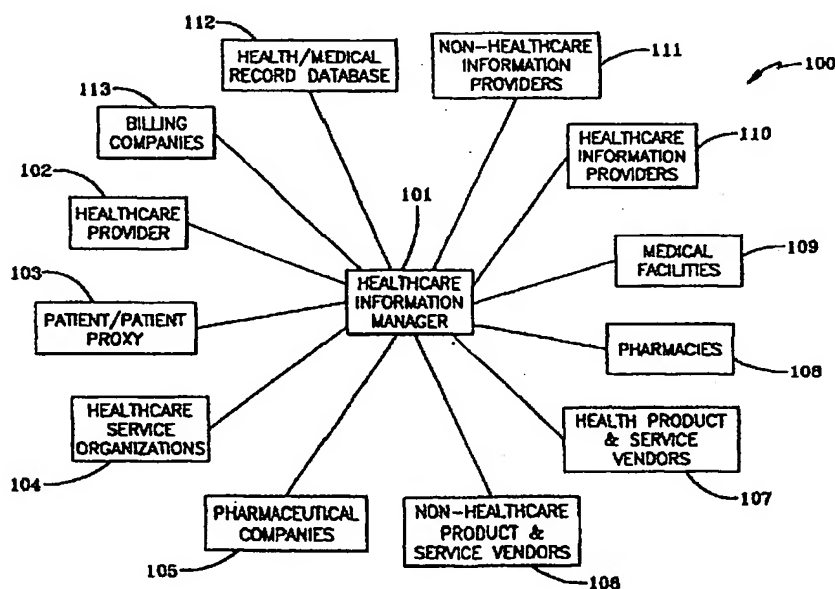 112
HEALTH/MEDICAL
RECORD DATABASE
NON-HEALTHCARE
INFORMATION
PROVIDERS
111
100
113
BILLING
COMPANIES
HEALTHCARE
INFORMATION
PROVIDERS
110
102
HEALTHCARE
PROVIDER
101
HEALTHCARE
INFORMATION
MANAGER
MEDICAL
FACILITIES
109
103
PATIENT/PATIENT
PROXY
PHARMACIES
108
HEALTHCARE
SERVICE
ORGANIZATIONS
104
HEALTH PRODUCT
& SERVICE
VENDORS
107
PHARMACEUTICAL
COMPANIES
105
NON-HEALTHCARE
PRODUCT &
SERVICE VENDORS
106